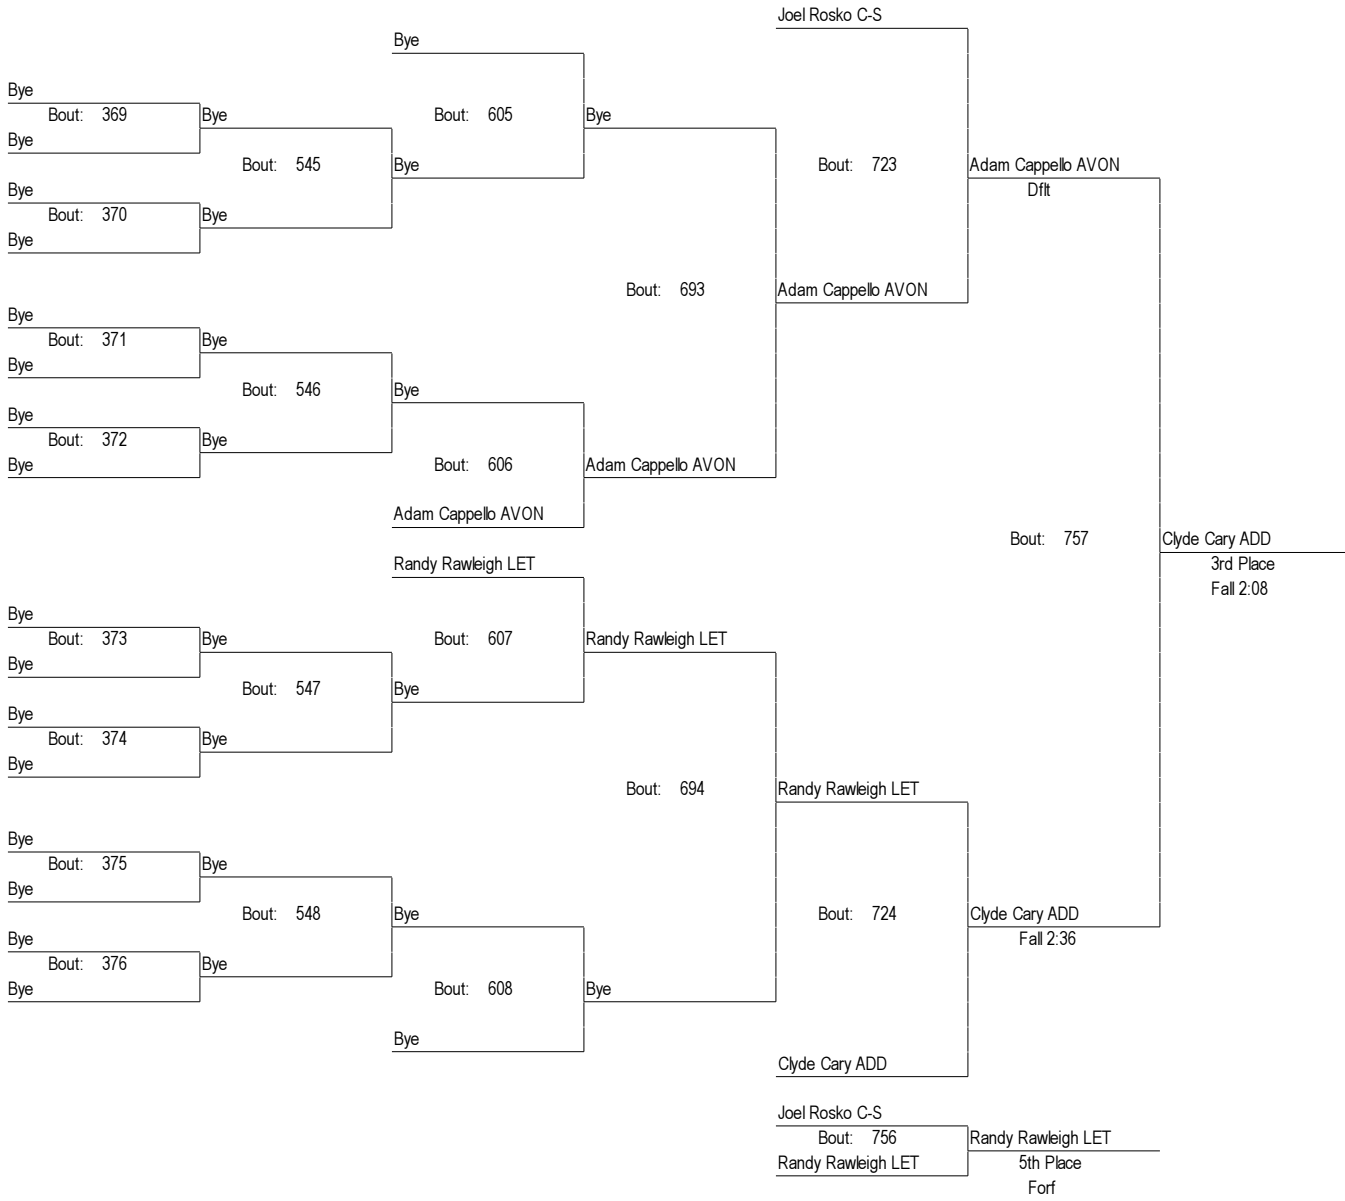 Joel Rosko C-S
Bye
Bye
Bout: 369
Bye
Bout: 605
Bye
Bye
Bout: 545
Bye
Bout: 723
Adam Cappello AVON
Bye
Dflt
Bout: 370
Bye
Bye
Bout: 693
Adam Cappello AVON
Bye
Bout: 371
Bye
Bye
Bout: 546
Bye
Bye
Bout: 372
Bye
Bye
Bout: 606
Adam Cappello AVON
Adam Cappello AVON
Bout: 757
Clyde Cary ADD
Randy Rawleigh LET
3rd Place
Fall 2:08
Bye
Bout: 373
Bye
Bout: 607
Randy Rawleigh LET
Bye
Bout: 547
Bye
Bye
Bout: 374
Bye
Bye
Bout: 694
Randy Rawleigh LET
Bye
Bout: 375
Bye
Bye
Bout: 548
Bye
Bout: 724
Clyde Cary ADD
Bye
Fall 2:36
Bout: 376
Bye
Bye
Bout: 608
Bye
Bye
Clyde Cary ADD
Joel Rosko C-S
Bout: 756
Randy Rawleigh LET
Randy Rawleigh LET
5th Place
Forf